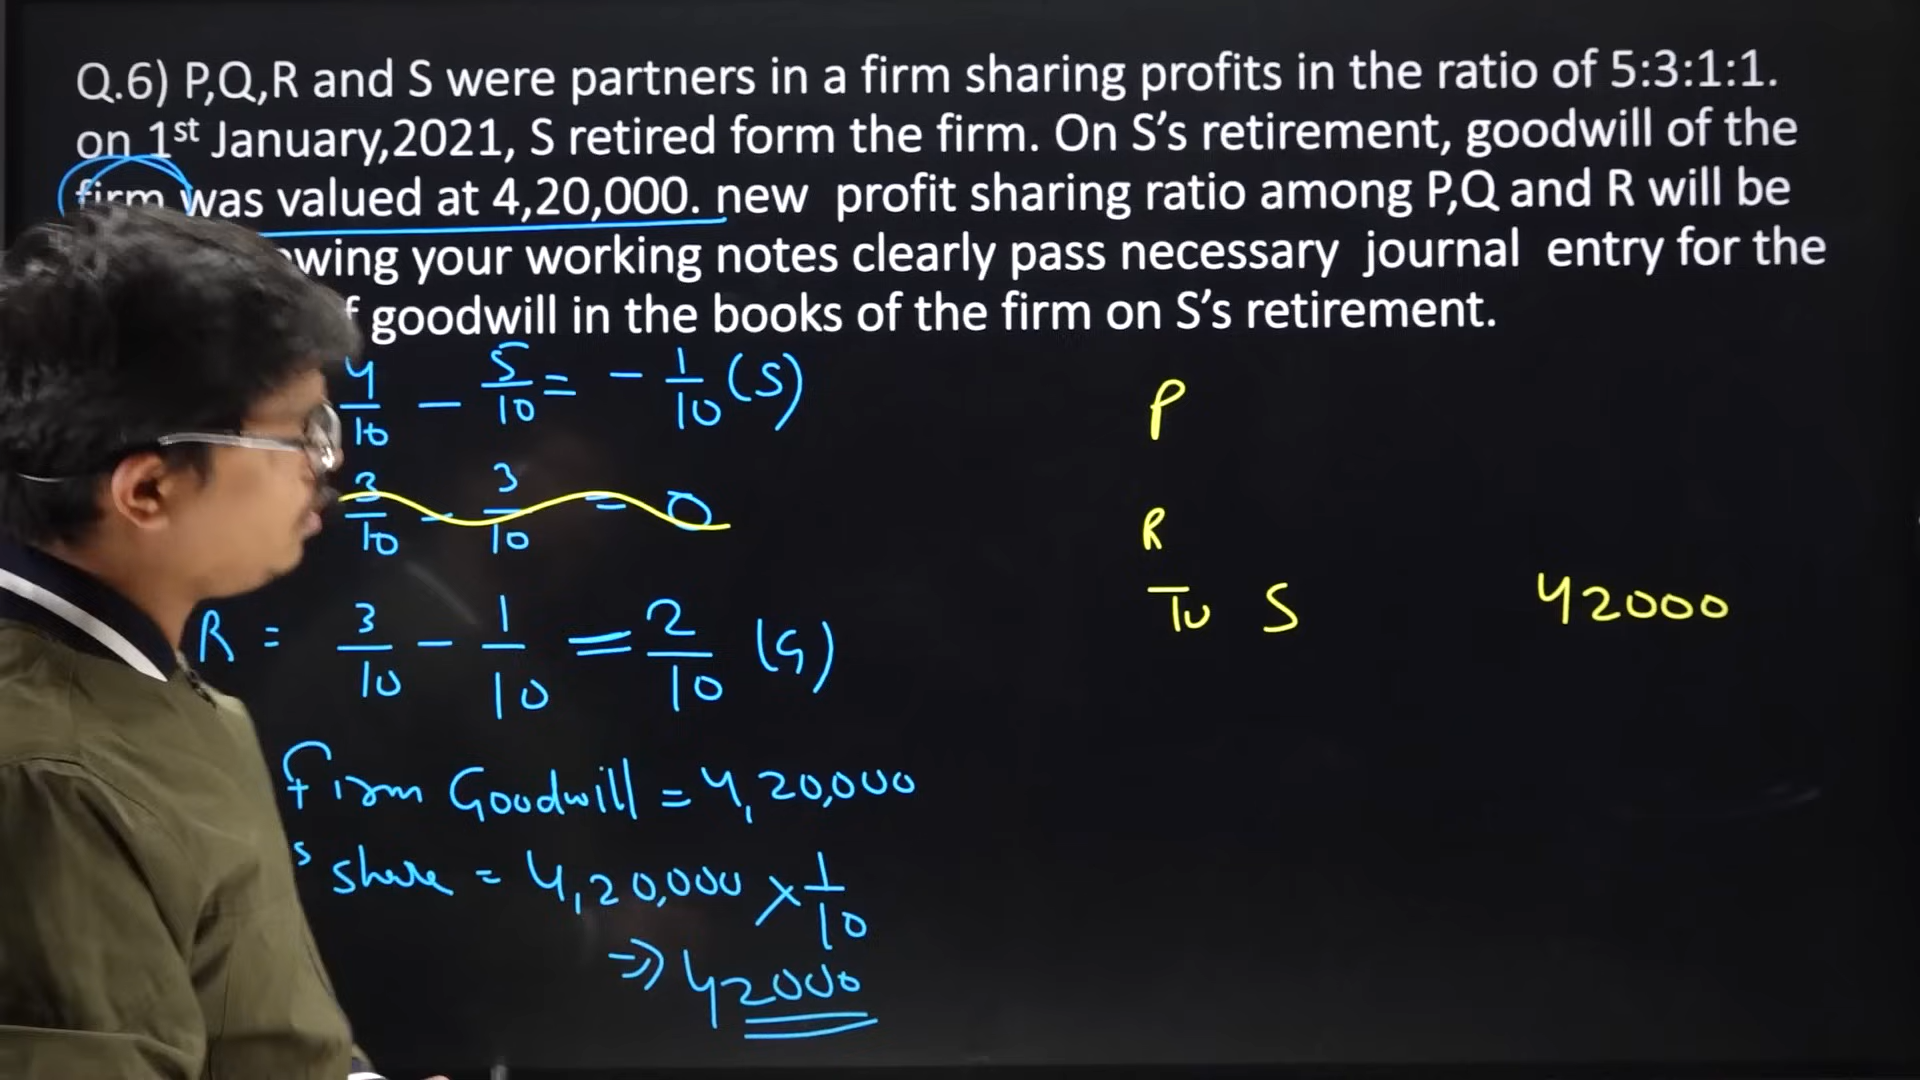 Q.6) P,Q,R and S were partners in a firm sharing profits in the ratio of 5:3:1:1.
on 1st January,2021, S retired form the firm. On S’s retirement, goodwill of the
firm was valued at 4,20,000. new profit sharing ratio among P,Q and R will be
wing your working notes clearly pass necessary journal entry for the
f goodwill in the books of the firm on S’s retirement.
4/10 - 5/10 = - 1/10 (S)
3/10 - 3/10 = 0
R = 3/10 - 1/10 = 2/10 (G)
Firm Goodwill = 4,20,000
s share = 4,20,000 × 1/10
⇒ 42000
P
R
To S 42000